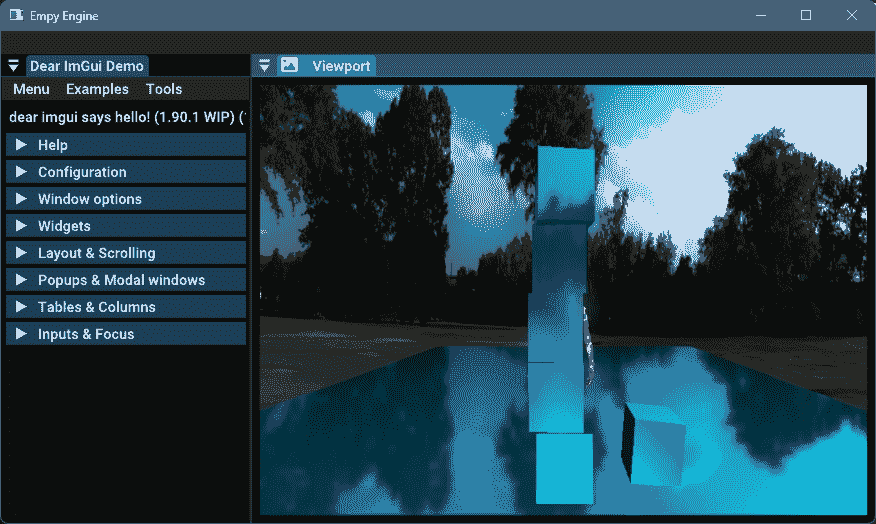 Empy Engine
Dear ImGui Demo
Menu Examples Tools
dear imgui says hello! (1.90.1 WIP) (
Help
Configuration
Window options
Widgets
Layout & Scrolling
Popups & Modal windows
Tables & Columns
Inputs & Focus
Viewport